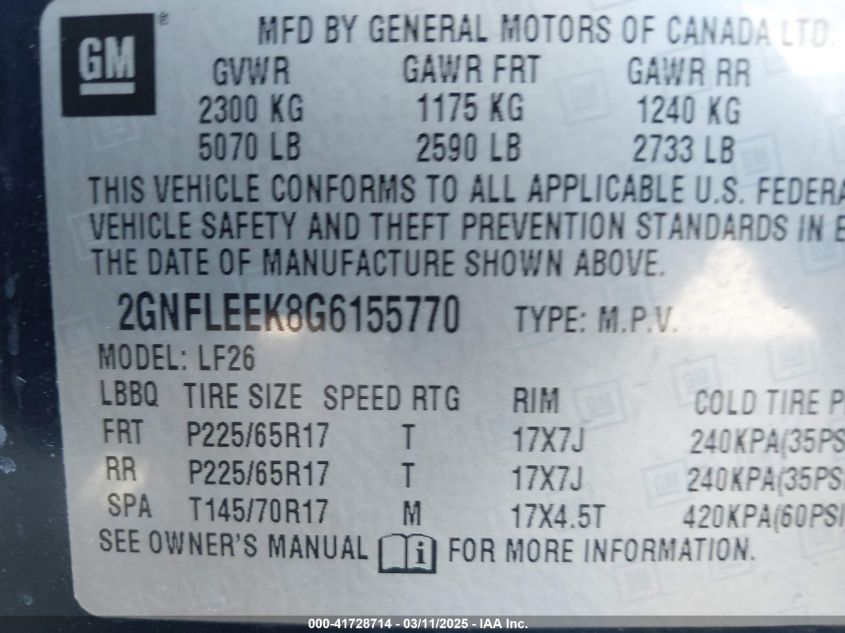 GM ®
MFD BY GENERAL MOTORS OF CANADA LTD.
GVWR GAWR FRT GAWR RR
2300 KG 1175 KG 1240 KG
5070 LB 2590 LB 2733 LB
THIS VEHICLE CONFORMS TO ALL APPLICABLE U.S. FEDERA
VEHICLE SAFETY AND THEFT PREVENTION STANDARDS IN E
THE DATE OF MANUFACTURE SHOWN ABOVE.
2GNFLEEK8G6155770 TYPE: M.P.V.
MODEL: LF26
LBBQ TIRE SIZE SPEED RTG RIM COLD TIRE P
FRT P225/65R17 T 17X7J 240KPA(35PS
RR P225/65R17 T 17X7J 240KPA(35PS
SPA T145/70R17 M 17X4.5T 420KPA(60PSI
SEE OWNER'S MANUAL i FOR MORE INFORMATION.
000-41728714 - 03/11/2025 - IAA Inc.